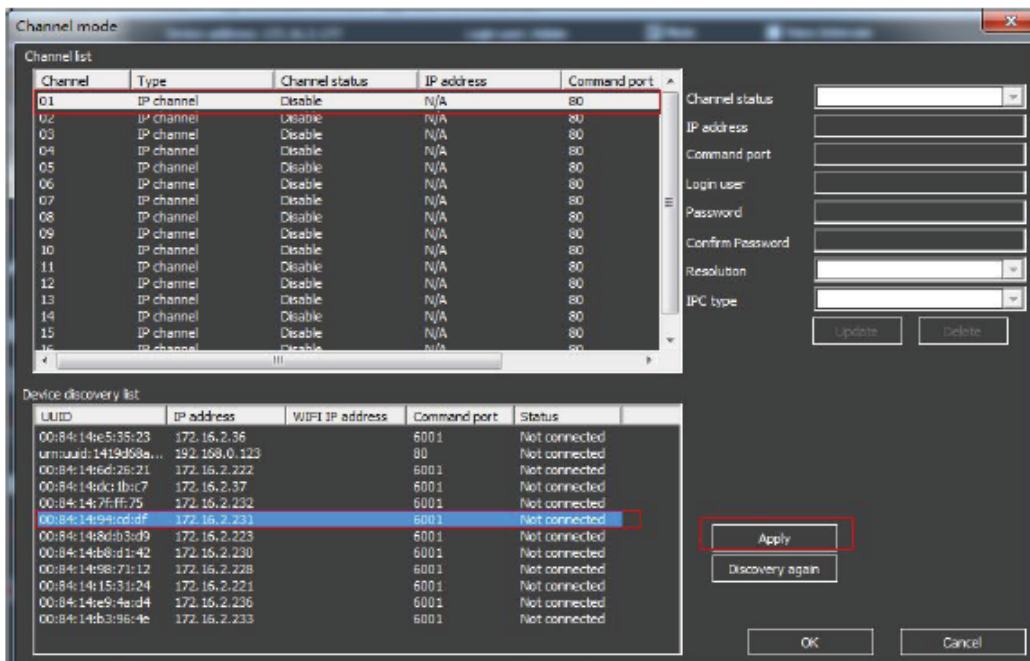 Channel mode
Channel list
Channel Type Channel status IP address Command port
01 IP channel Disable N/A 80
02 IP channel Disable N/A 80
03 IP channel Disable N/A 80
04 IP channel Disable N/A 80
05 IP channel Disable N/A 80
06 IP channel Disable N/A 80
07 IP channel Disable N/A 80
08 IP channel Disable N/A 80
09 IP channel Disable N/A 80
10 IP channel Disable N/A 80
11 IP channel Disable N/A 80
12 IP channel Disable N/A 80
13 IP channel Disable N/A 80
14 IP channel Disable N/A 80
15 IP channel Disable N/A 80
16 IP channel Disable N/A 80
Channel status
IP address
Command port
Login user
Password
Confirm Password
Resolution
IPC type
Update Delete
Device discovery list
UUID IP address WIFI IP address Command port Status
00:84:14:e5:35:23 172.16.2.36 6001 Not connected
urn:uuid:1419d68a... 192.168.0.123 80 Not connected
00:84:14:6d:26:21 172.16.2.222 6001 Not connected
00:84:14:dc:1b:c7 172.16.2.37 6001 Not connected
00:84:14:7f:ff:75 172.16.2.232 6001 Not connected
00:84:14:94:cd:df 172.16.2.231 6001 Not connected
00:84:14:8d:b3:d9 172.16.2.223 6001 Not connected
00:84:14:b8:d1:42 172.16.2.230 6001 Not connected
00:84:14:98:71:12 172.16.2.228 6001 Not connected
00:84:14:15:31:24 172.16.2.221 6001 Not connected
00:84:14:e9:4a:d4 172.16.2.236 6001 Not connected
00:84:14:b3:96:4e 172.16.2.233 6001 Not connected
Apply
Discovery again
OK Cancel